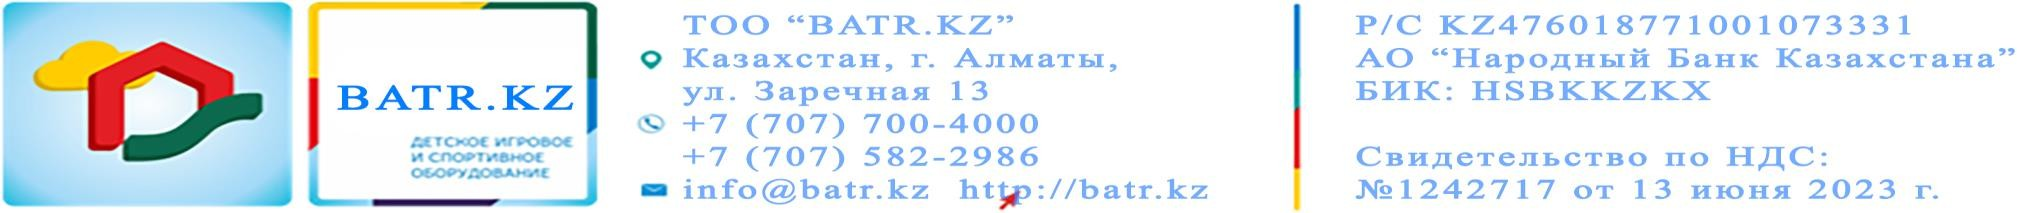 BATR.KZ
ДЕТСКОЕ ИГРОВОЕ
И СПОРТИВНОЕ
ОБОРУДОВАНИЕ
ТОО “BATR.KZ”
Казахстан, г. Алматы,
ул. Заречная 13
+7 (707) 700-4000
+7 (707) 582-2986
info@batr.kz http://batr.kz
Р/С KZ476018771001073331
АО “Народный Банк Казахстана”
БИК: HSBKKZKX
Свидетельство по НДС:
№1242717 от 13 июня 2023 г.